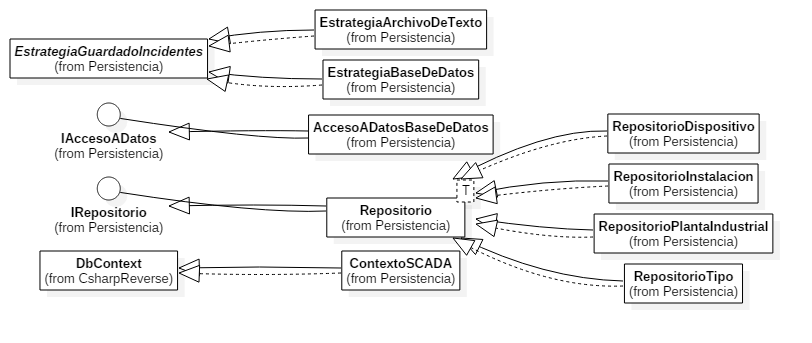 EstrategiaArchivoDeTexto
(from Persistencia)
EstrategiaGuardadoIncidentes
(from Persistencia)
EstrategiaBaseDeDatos
(from Persistencia)
IAccesoADatos
(from Persistencia)
AccesoADatosBaseDeDatos
(from Persistencia)
RepositorioDispositivo
(from Persistencia)
T
RepositorioInstalacion
(from Persistencia)
IRepositorio
(from Persistencia)
Repositorio
(from Persistencia)
RepositorioPlantaIndustrial
(from Persistencia)
DbContext
(from CsharpReverse)
ContextoSCADA
(from Persistencia)
RepositorioTipo
(from Persistencia)